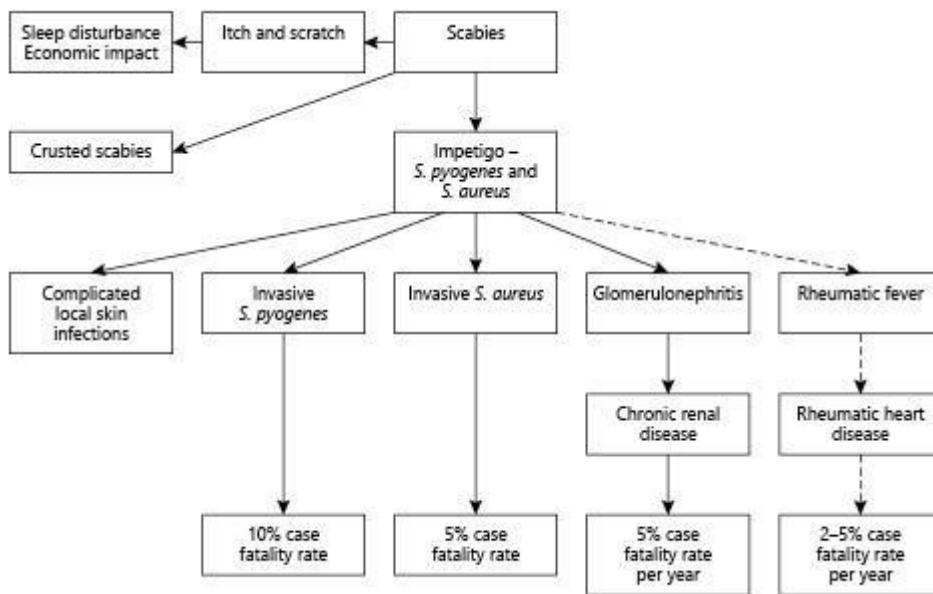 Sleep disturbance
Economic impact
Itch and scratch
Scabies
Crusted scabies
Impetigo –
S. pyogenes and
S. aureus
Complicated
local skin
infections
Invasive
S. pyogenes
Invasive S. aureus
Glomerulonephritis
Rheumatic fever
Chronic renal
disease
Rheumatic heart
disease
10% case
fatality rate
5% case
fatality rate
5% case
fatality rate
per year
2–5% case
fatality rate
per year